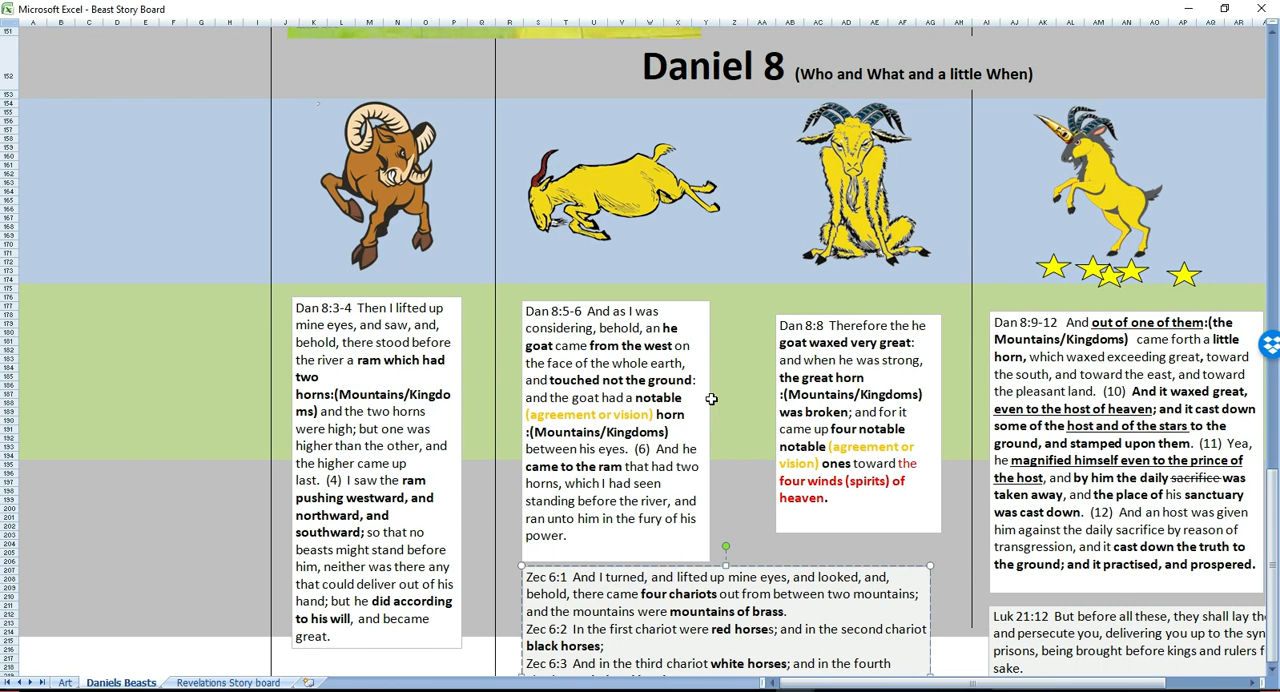 Microsoft Excel - Beast Story Board
Daniel 8 (Who and What and a little When)
Dan 8:3-4 Then I lifted up
mine eyes, and saw, and,
behold, there stood before
the river a ram which had
two
horns:(Mountains/Kingdo
ms) and the two horns
were high; but one was
higher than the other, and
the higher came up
last. (4) I saw the ram
pushing westward, and
northward, and
southward; so that no
beasts might stand before
him, neither was there any
that could deliver out of his
hand; but he did according
to his will, and became
great.
Dan 8:5-6 And as I was
considering, behold, an he
goat came from the west on
the face of the whole earth,
and touched not the ground:
and the goat had a notable
(agreement or vision) horn
:(Mountains/Kingdoms)
between his eyes. (6) And he
came to the ram that had two
horns, which I had seen
standing before the river, and
ran unto him in the fury of his
power.
Zec 6:1 And I turned, and lifted up mine eyes, and looked, and,
behold, there came four chariots out from between two mountains;
and the mountains were mountains of brass.
Zec 6:2 In the first chariot were red horses; and in the second chariot
black horses;
Zec 6:3 And in the third chariot white horses; and in the fourth
Dan 8:8 Therefore the he
goat waxed very great:
and when he was strong,
the great horn
:(Mountains/Kingdoms)
was broken; and for it
came up four notable
notable (agreement or
vision) ones toward the
four winds (spirits) of
heaven.
Dan 8:9-12 And out of one of them:(the
Mountains/Kingdoms) came forth a little
horn, which waxed exceeding great, toward
the south, and toward the east, and toward
the pleasant land. (10) And it waxed great,
even to the host of heaven; and it cast down
some of the host and of the stars to the
ground, and stamped upon them. (11) Yea,
he magnified himself even to the prince of
the host, and by him the daily sacrifice was
taken away, and the place of his sanctuary
was cast down. (12) And an host was given
him against the daily sacrifice by reason of
transgression, and it cast down the truth to
the ground; and it practised, and prospered.
Luk 21:12 But before all these, they shall lay th
and persecute you, delivering you up to the syn
prisons, being brought before kings and rulers f
sake.
Art Daniels Beasts Revelations Story board